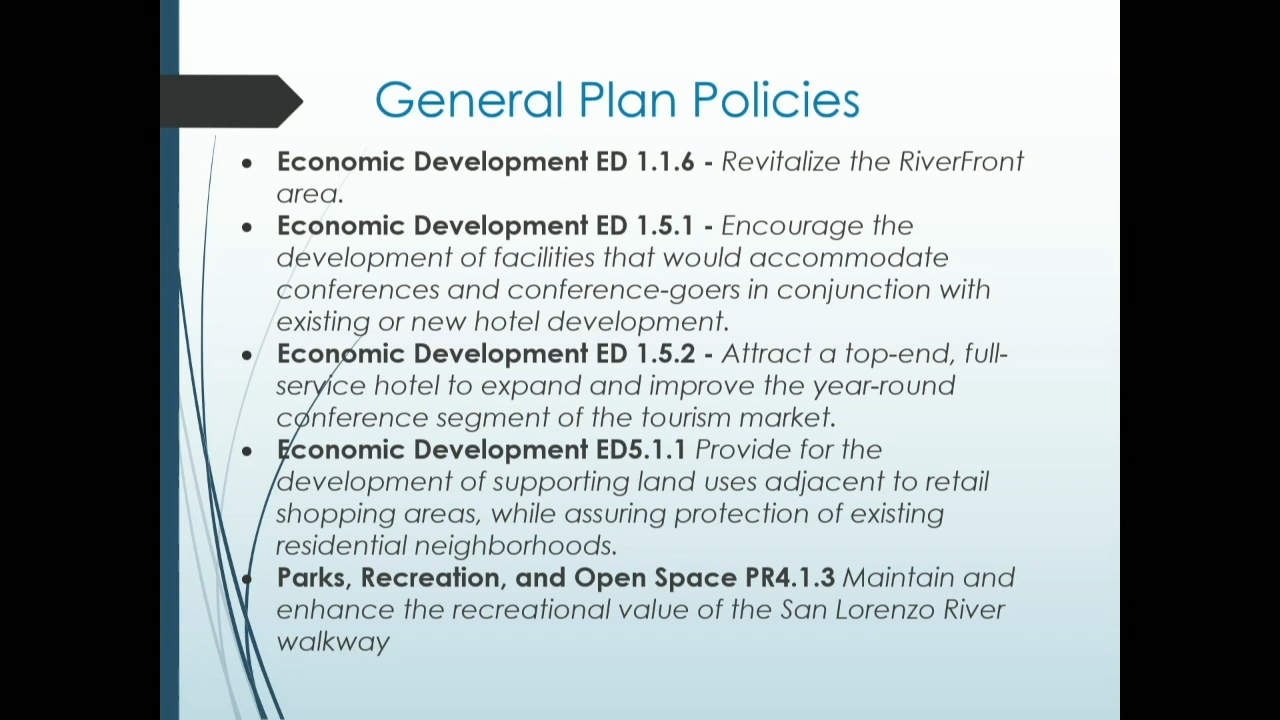 General Plan Policies
• Economic Development ED 1.1.6 - Revitalize the RiverFront
area.
• Economic Development ED 1.5.1 - Encourage the
development of facilities that would accommodate
conferences and conference-goers in conjunction with
existing or new hotel development.
• Economic Development ED 1.5.2 - Attract a top-end, full-
service hotel to expand and improve the year-round
conference segment of the tourism market.
• Economic Development ED5.1.1 Provide for the
development of supporting land uses adjacent to retail
shopping areas, while assuring protection of existing
residential neighborhoods.
• Parks, Recreation, and Open Space PR4.1.3 Maintain and
enhance the recreational value of the San Lorenzo River
walkway